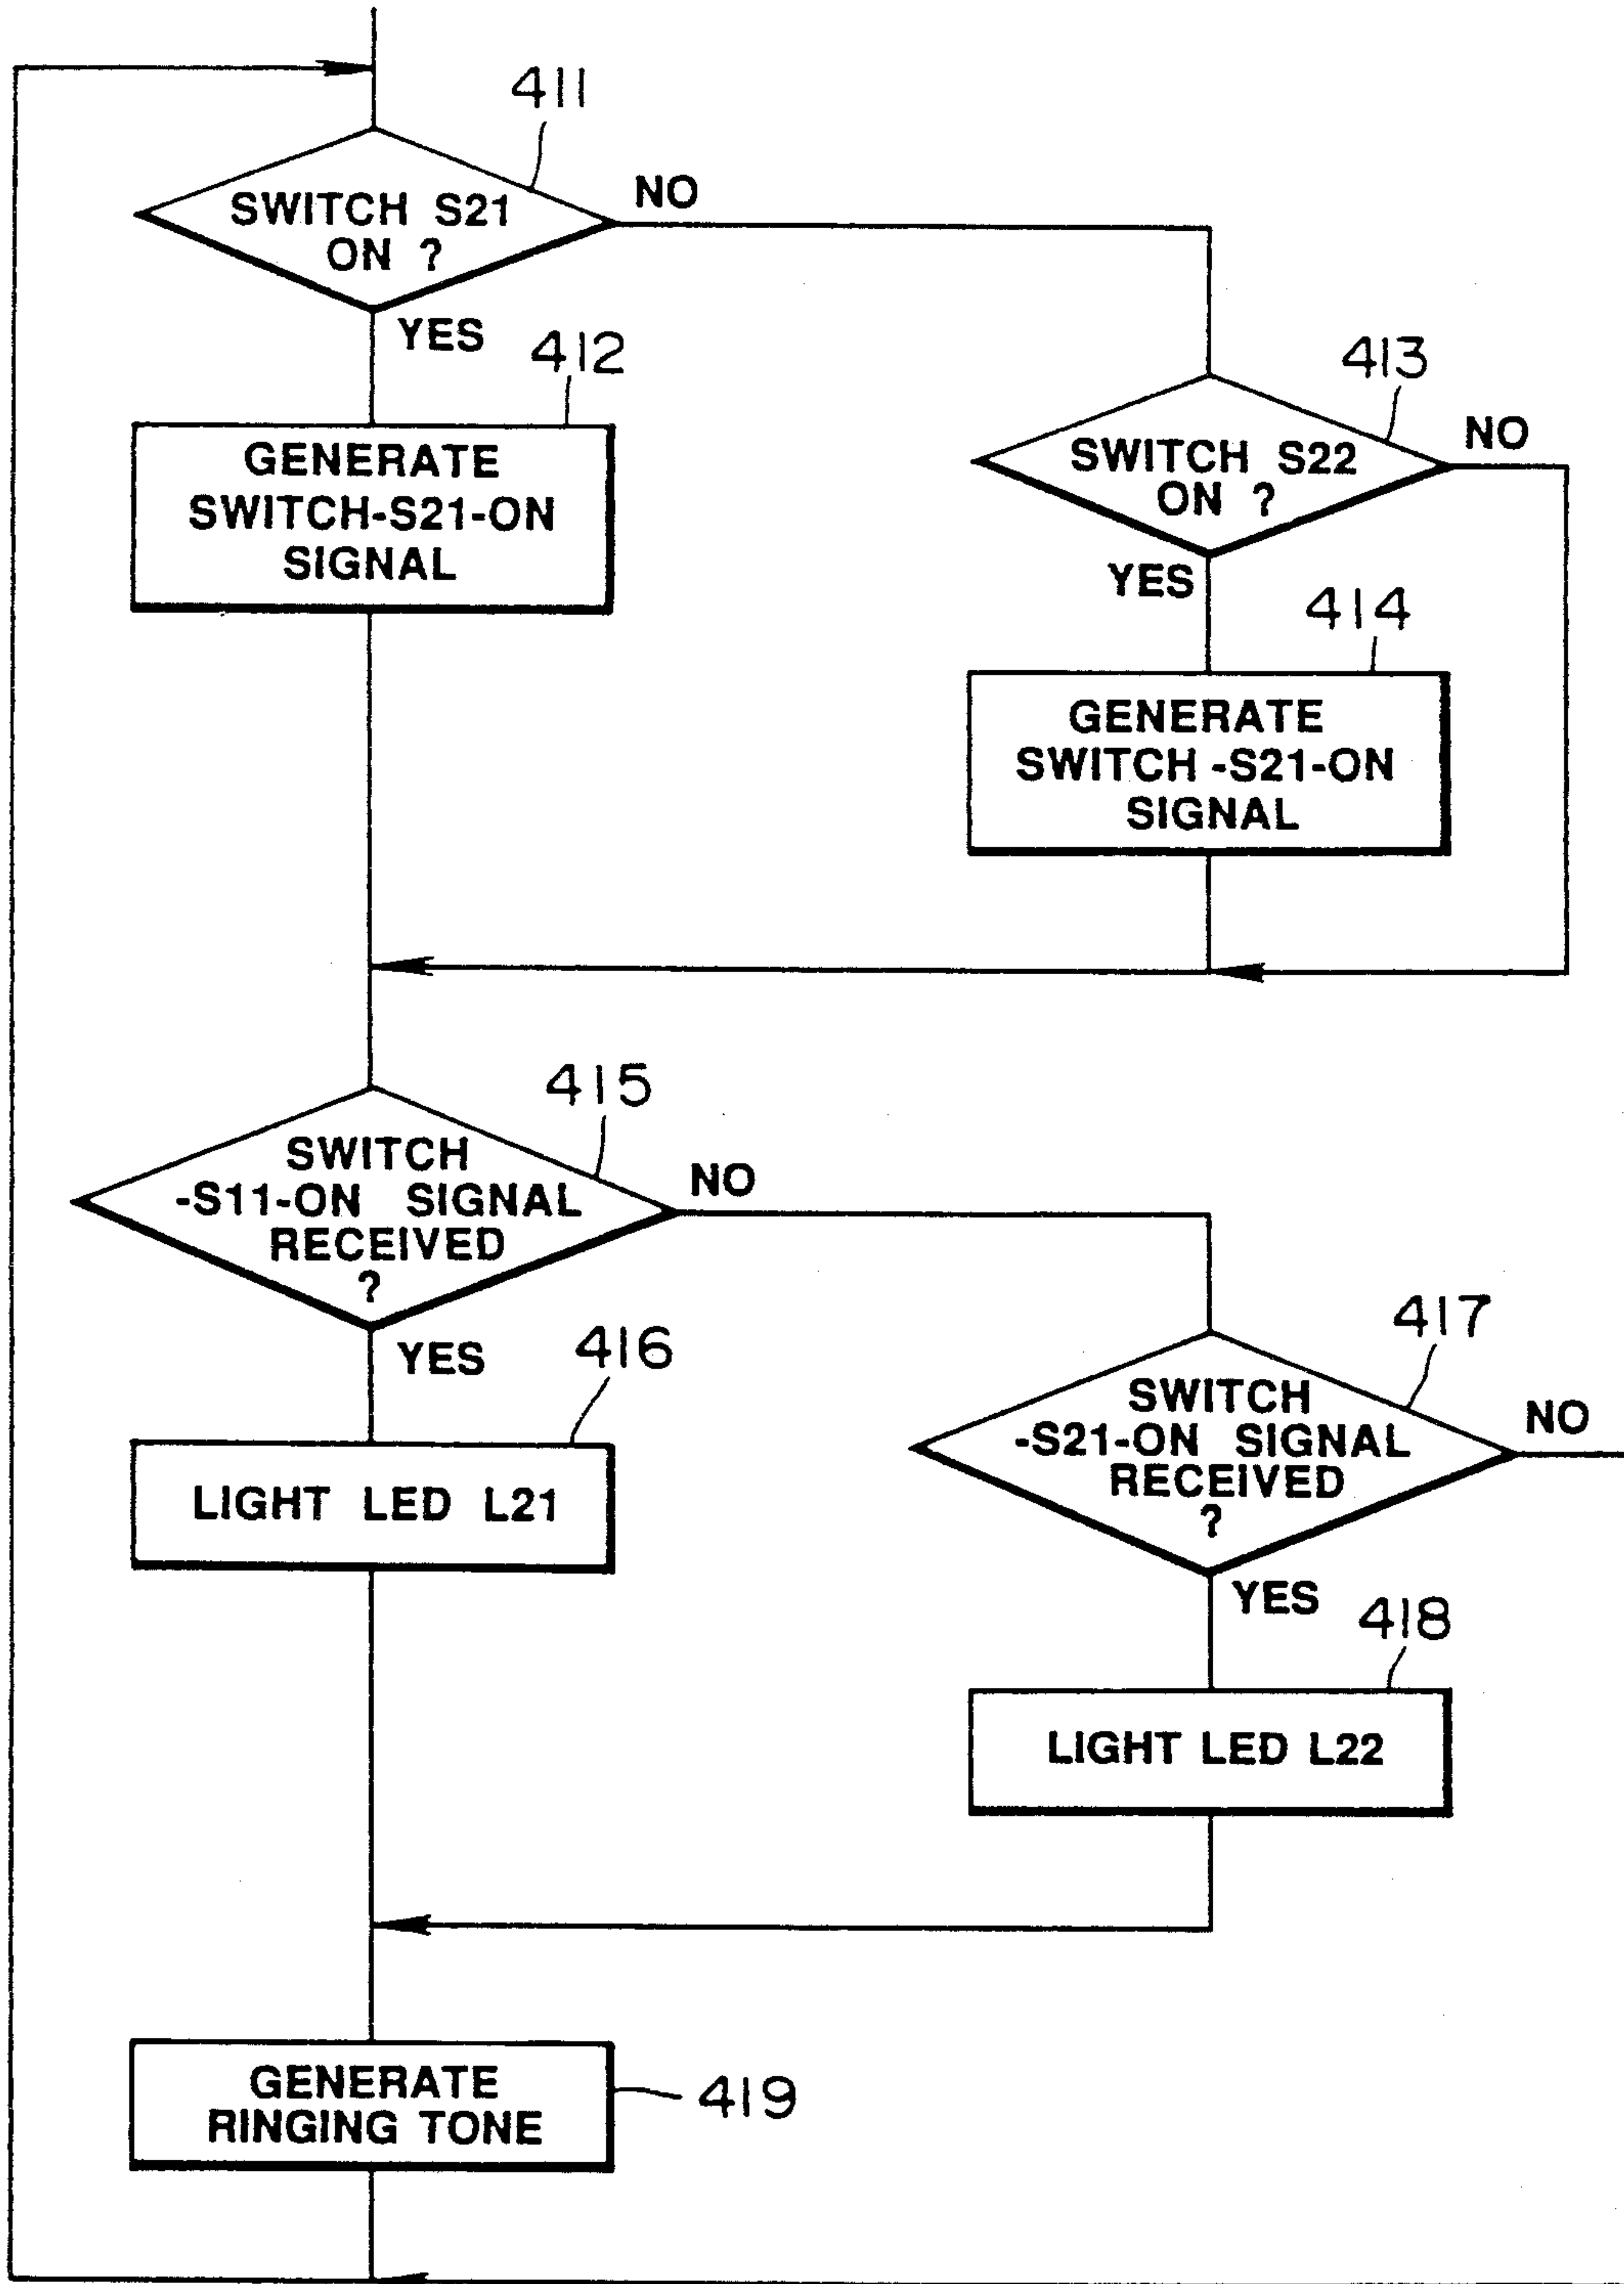 411
SWITCH S21
ON ?
NO
YES
412
GENERATE
SWITCH-S21-ON
SIGNAL
413
SWITCH S22
ON ?
NO
YES
414
GENERATE
SWITCH -S21-ON
SIGNAL
415
SWITCH
-S11-ON SIGNAL
RECEIVED
?
NO
YES
416
LIGHT LED L21
417
SWITCH
-S21-ON SIGNAL
RECEIVED
?
NO
YES
418
LIGHT LED L22
GENERATE
RINGING TONE
419